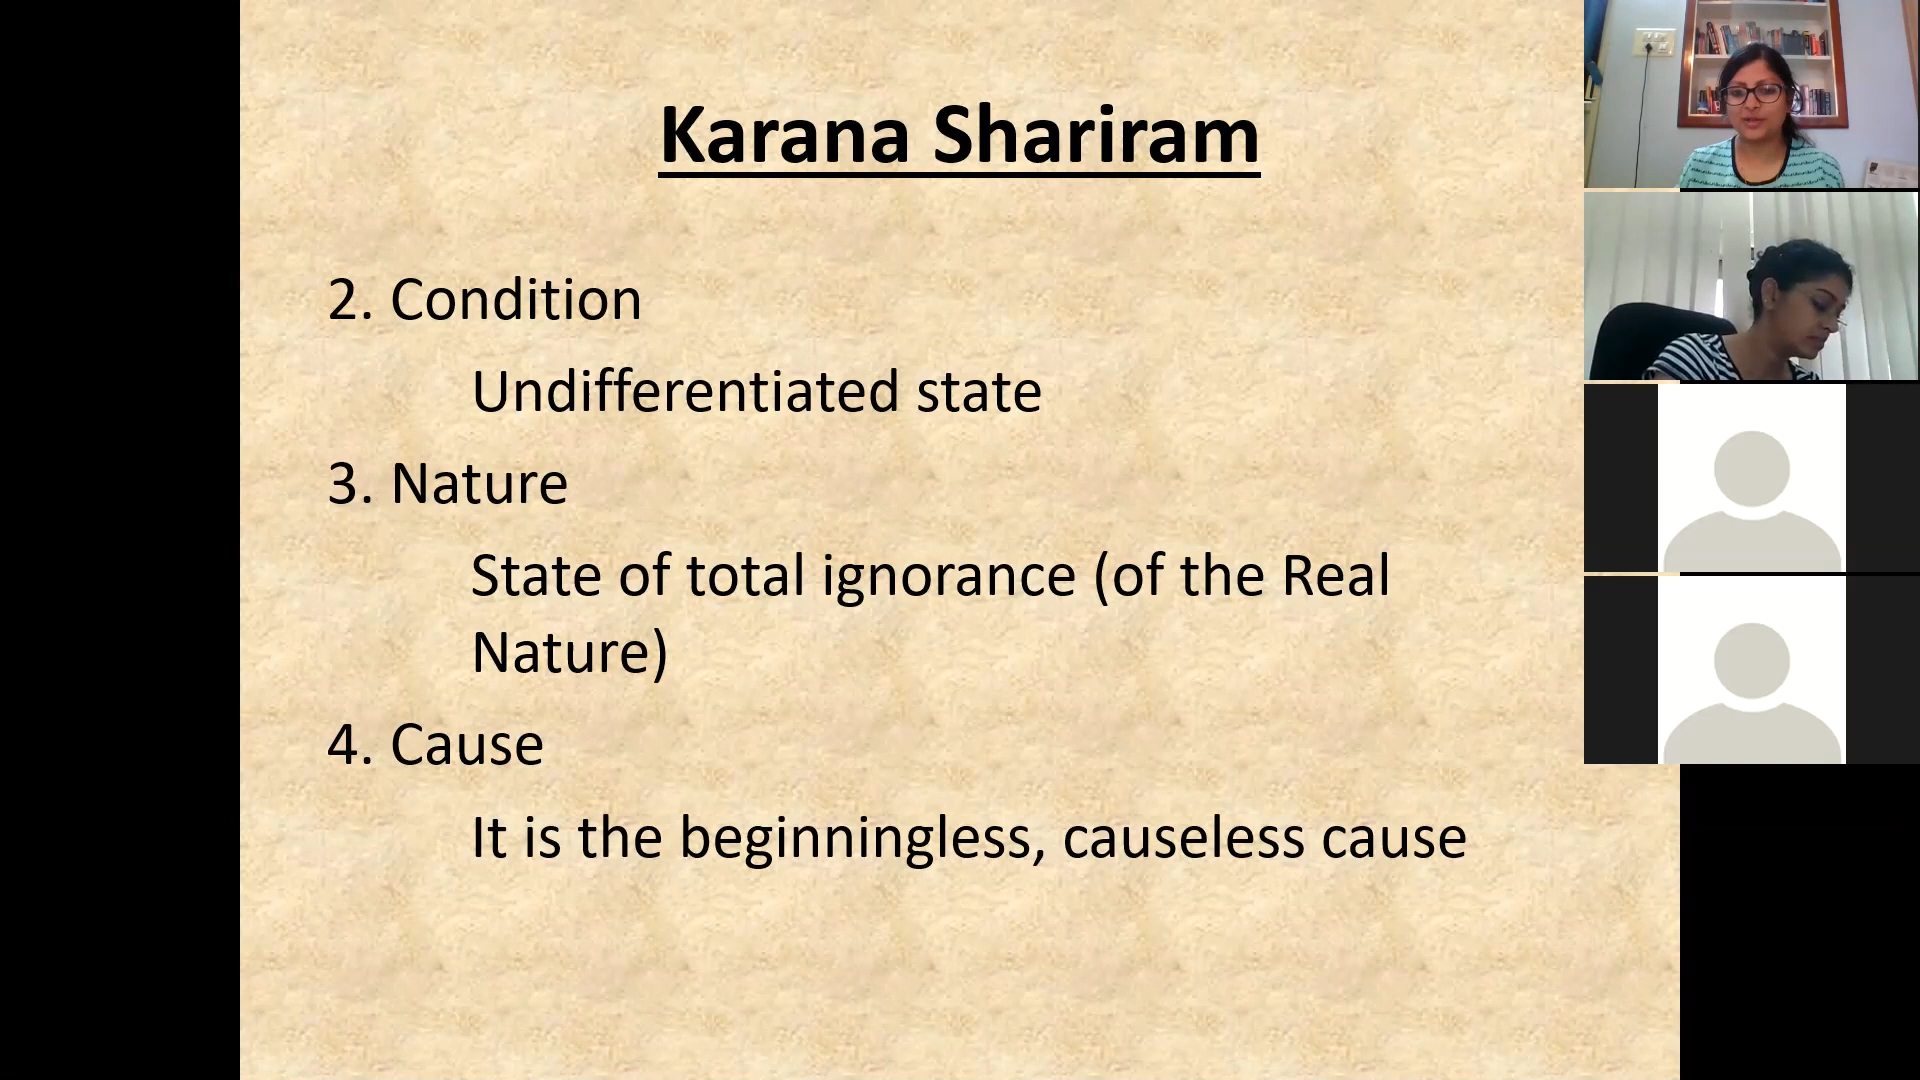 Karana Shariram
2. Condition
Undifferentiated state
3. Nature
State of total ignorance (of the Real
Nature)
4. Cause
It is the beginningless, causeless cause